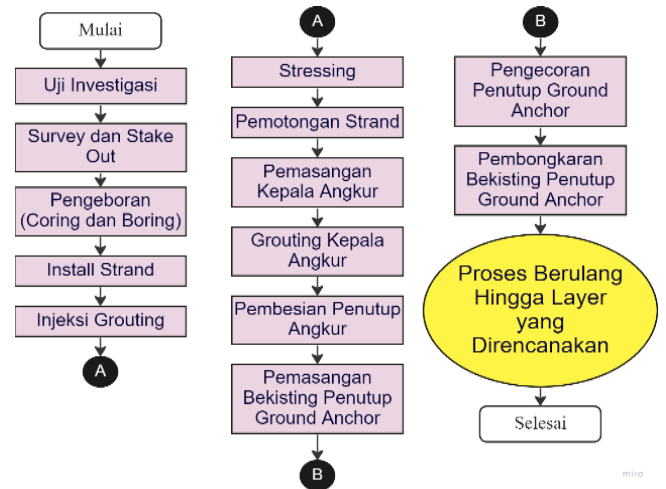 Mulai
Uji Investigasi
Survey dan Stake
Out
Pengeboran
(Coring dan Boring)
Install Strand
Injeksi Grouting
A
A
Stressing
Pemotongan Strand
Pemasangan
Kepala Angkur
Grouting Kepala
Angkur
Pembesian Penutup
Angkur
Pemasangan
Bekisting Penutup
Ground Anchor
B
B
Pengecoran
Penutup Ground
Anchor
Pembongkaran
Bekisting Penutup
Ground Anchor
Proses Berulang
Hingga Layer
yang
Direncanakan
Selesai
miro